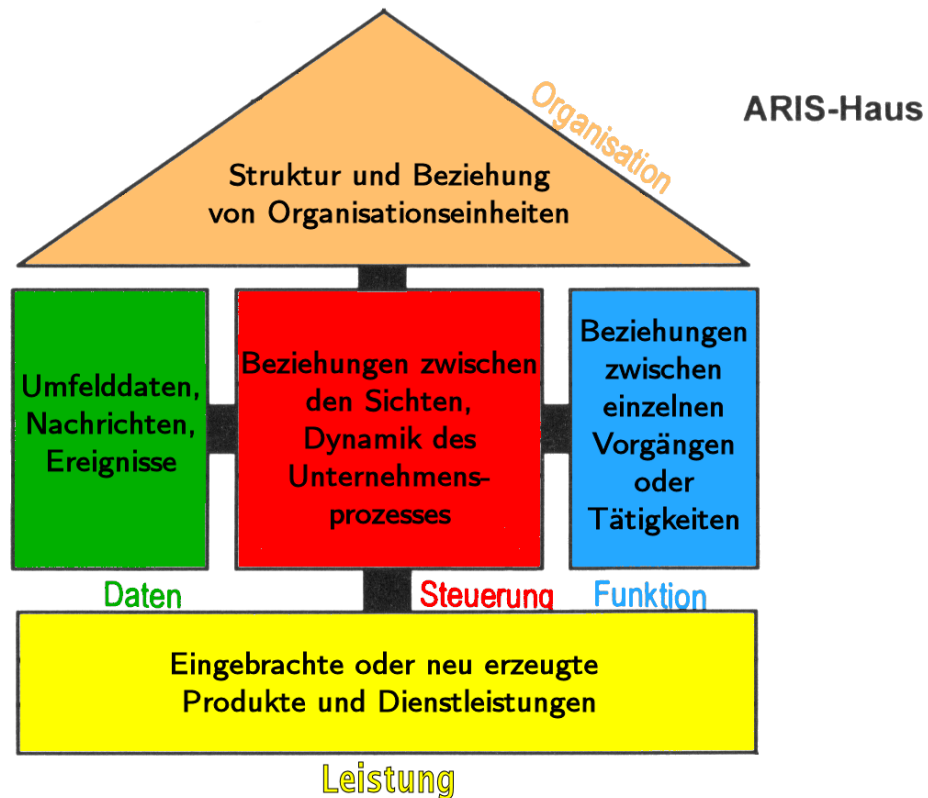 ARIS-Haus
Organisation
Struktur und Beziehung
von Organisationseinheiten
Umfelddaten,
Nachrichten,
Ereignisse
Daten
Beziehungen zwischen
den Sichten,
Dynamik des
Unternehmens-
prozesses
Steuerung
Beziehungen
zwischen
einzelnen
Vorgängen
oder
Tätigkeiten
Funktion
Eingebrachte oder neu erzeugte
Produkte und Dienstleistungen
Leistung